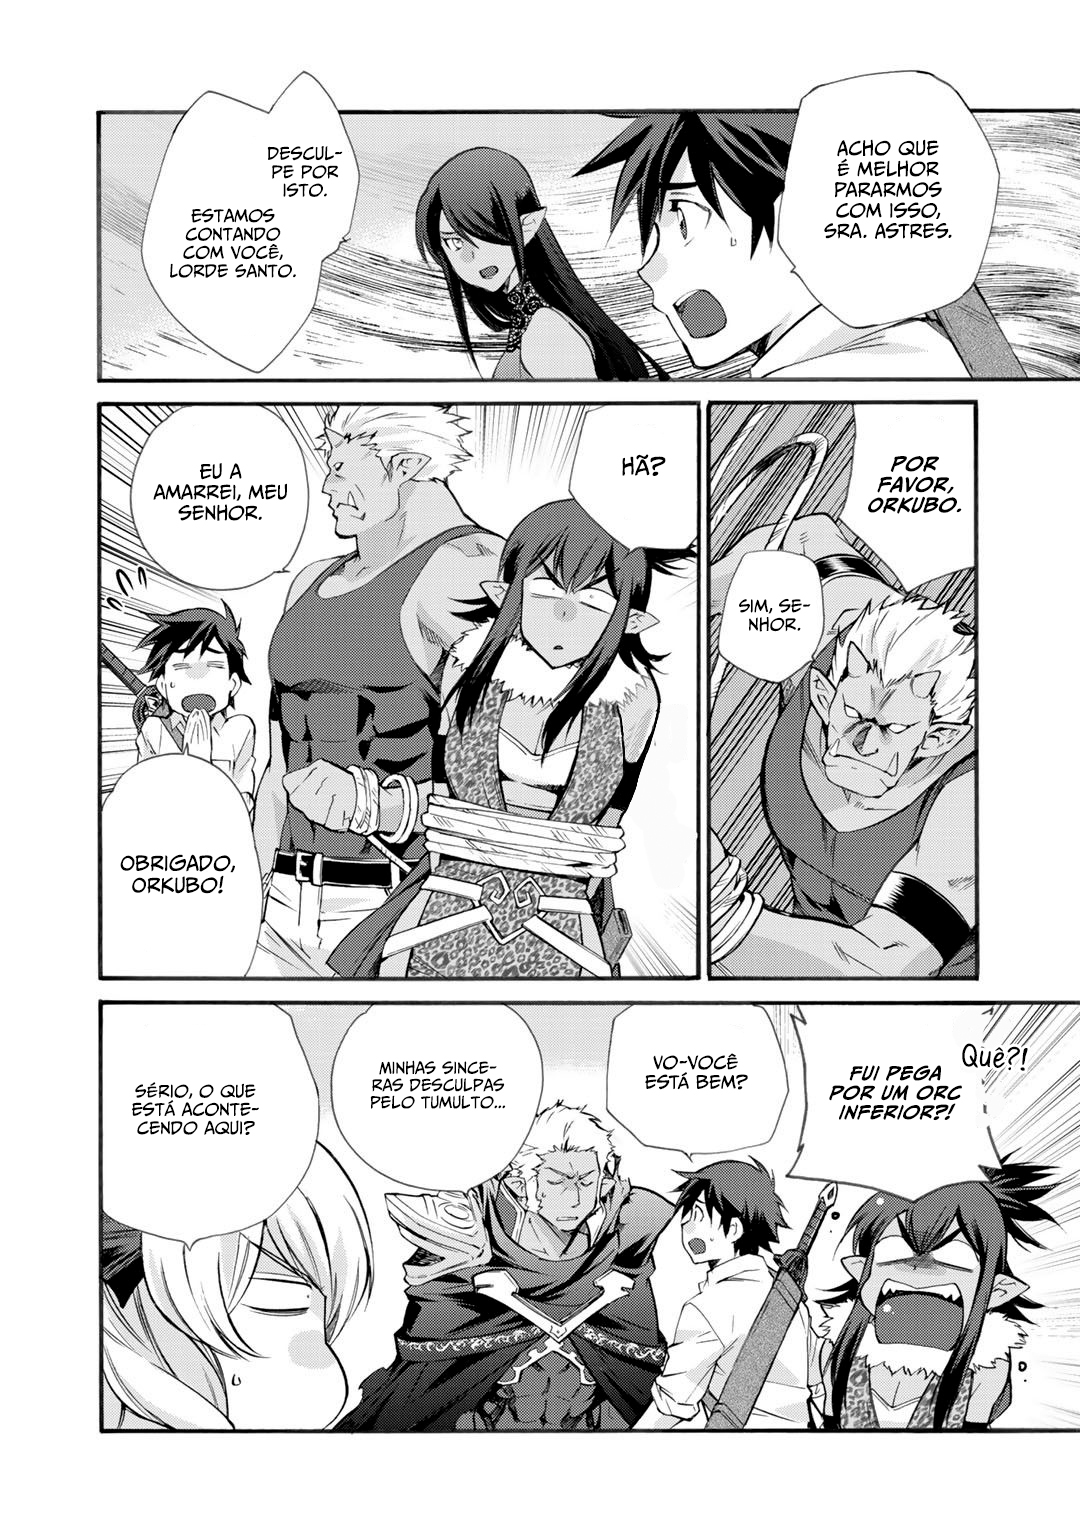 ACHO QUE
É MELHOR
PARARMOS
COM ISSO,
SRA. ASTRES.
DESCUL-
PE POR
ISTO.
ESTAMOS
CONTANDO
COM VOCÊ,
LORDE SANTO.
POR
FAVOR,
ORKUBO.
SIM, SE-
NHOR.
HÃ?
EU A
AMARREI, MEU
SENHOR.
OBRIGADO,
ORKUBO!
Quê?!
FUI PEGA
POR UM ORC
INFERIOR?!
VO-VOCÊ
ESTÁ BEM?
MINHAS SINCE-
RAS DESCULPAS
PELO TUMULTO...
SÉRIO, O QUE
ESTÁ ACONTE-
CENDO AQUI?